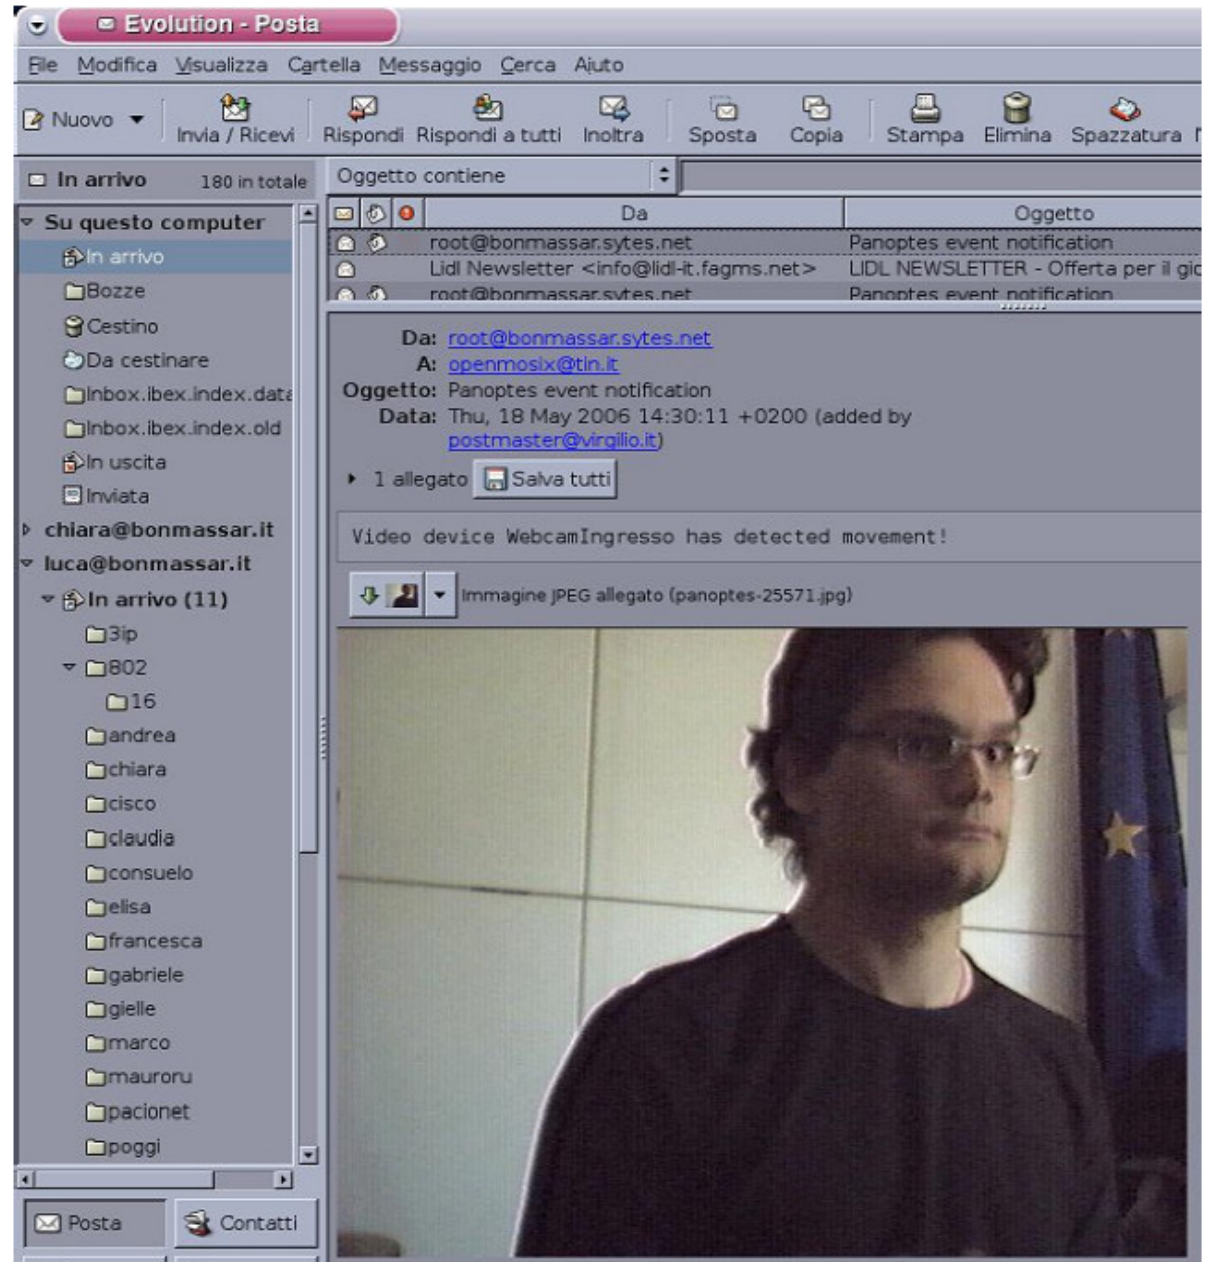 Evolution - Posta
File Modifica Visualizza Cartella Messaggio Cerca Aiuto
Nuovo Invia / Ricevi Rispondi Rispondi a tutti Inoltra Sposta Copia Stampa Elimina Spazzatura
In arrivo 180 in totale
Oggetto contiene
Da Oggetto
root@bonmassar.sytes.net Panoptes event notification
Lidl Newsletter <info@lidl-it.fagms.net> LIDL NEWSLETTER - Offerta per il gio
root@bonmassar.sytes.net Panoptes event notification
Su questo computer
In arrivo
Bozze
Cestino
Da cestinare
Inbox.ibex.index.data
Inbox.ibex.index.old
In uscita
Inviata
chiara@bonmassar.it
luca@bonmassar.it
In arrivo (11)
3ip
802
16
andrea
chiara
cisco
claudia
consuelo
elisa
francesca
gabriele
gielle
marco
mauroru
pacionet
poggi
Posta Contatti
Da: root@bonmassar.sytes.net
A: openmosix@tin.it
Oggetto: Panoptes event notification
Data: Thu, 18 May 2006 14:30:11 +0200 (added by
postmaster@virgilio.it)
1 allegato Salva tutti
Video device WebcamIngresso has detected movement!
Immagine JPEG allegato (panoptes-25571.jpg)